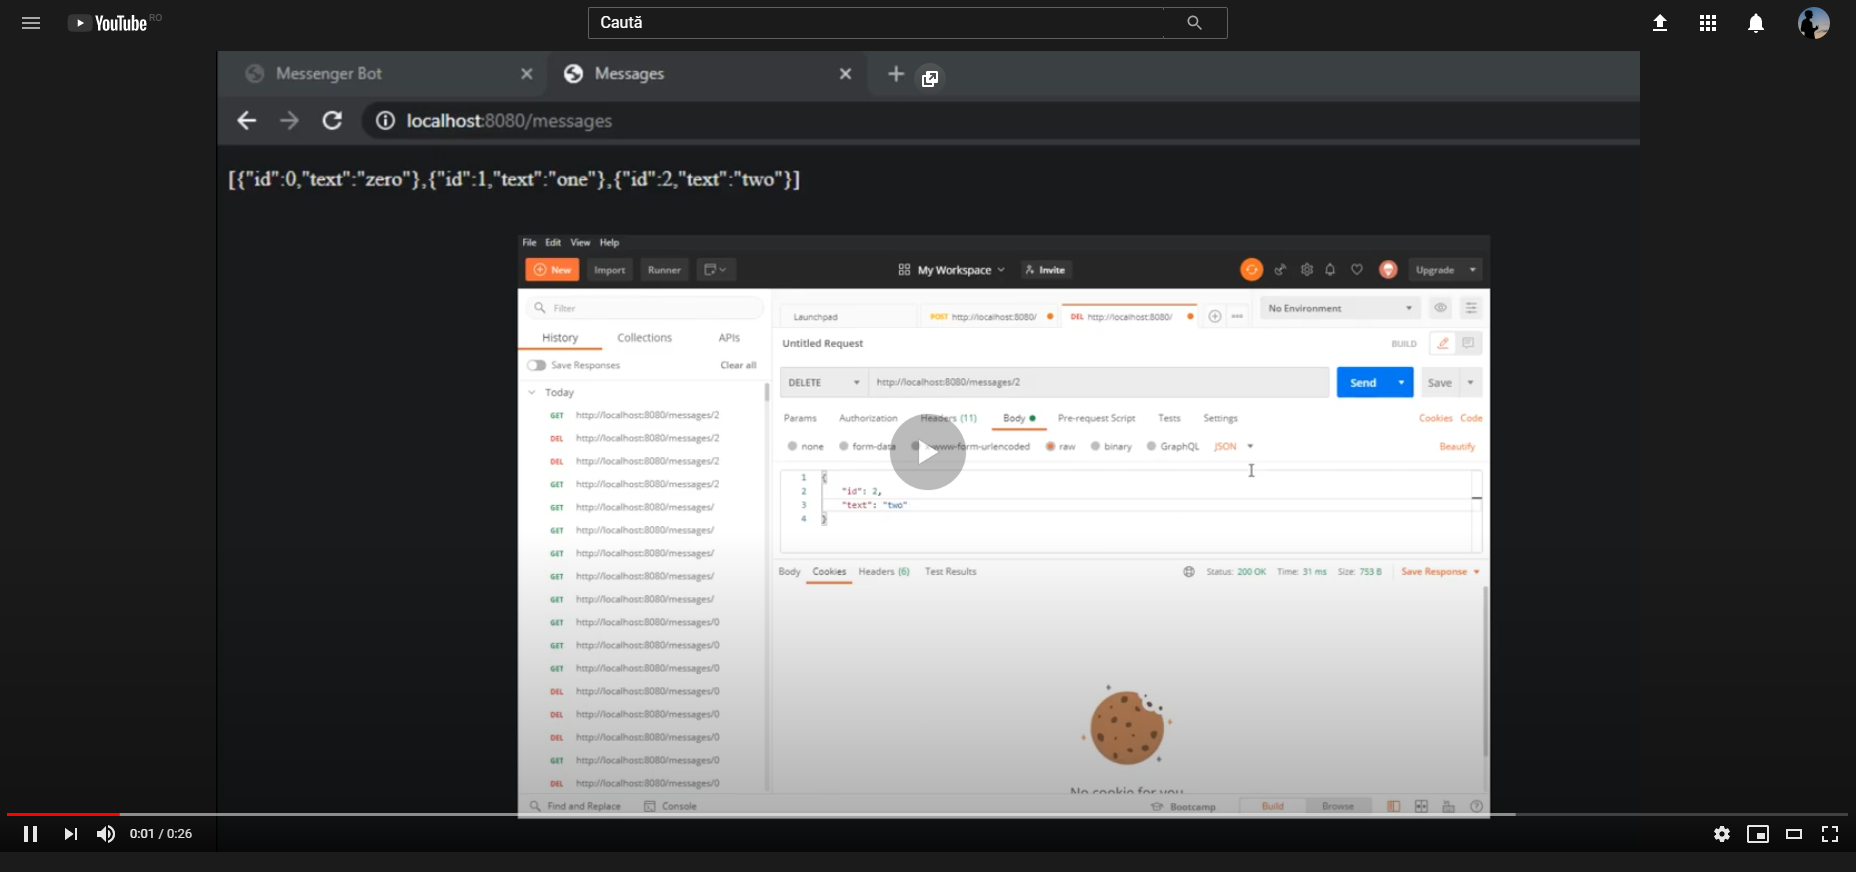 YouTube RO
Caută
Messenger Bot
Messages
localhost:8080/messages
[{"id":0,"text":"zero"},{"id":1,"text":"one"},{"id":2,"text":"two"}]
File Edit View Help
New Import Runner
My Workspace
Invite
Upgrade
Filter
History Collections APIs
Save Responses Clear all
Today
GET http://localhost:8080/messages/2
DEL http://localhost:8080/messages/2
DEL http://localhost:8080/messages/2
GET http://localhost:8080/messages/2
GET http://localhost:8080/messages/
GET http://localhost:8080/messages/
GET http://localhost:8080/messages/
GET http://localhost:8080/messages/
GET http://localhost:8080/messages/
GET http://localhost:8080/messages/0
GET http://localhost:8080/messages/0
GET http://localhost:8080/messages/0
DEL http://localhost:8080/messages/0
DEL http://localhost:8080/messages/0
DEL http://localhost:8080/messages/0
GET http://localhost:8080/messages/0
DEL http://localhost:8080/messages/0
Launchpad
POST http://localhost:8080/
DEL http://localhost:8080/
No Environment
Untitled Request
BUILD
DELETE http://localhost:8080/messages/2
Send Save
Params Authorization Headers (11) Body Pre-request Script Tests Settings Cookies Code
none form-data x-www-form-urlencoded raw binary GraphQL JSON Beautify
1 {
2 "id": 2,
3 "text": "two"
4 }
Body Cookies Headers (6) Test Results Status: 200 OK Time: 31 ms Size: 753 B Save Response
No cookie for you
Find and Replace Console Bootcamp Build Browse
0:01 / 0:26